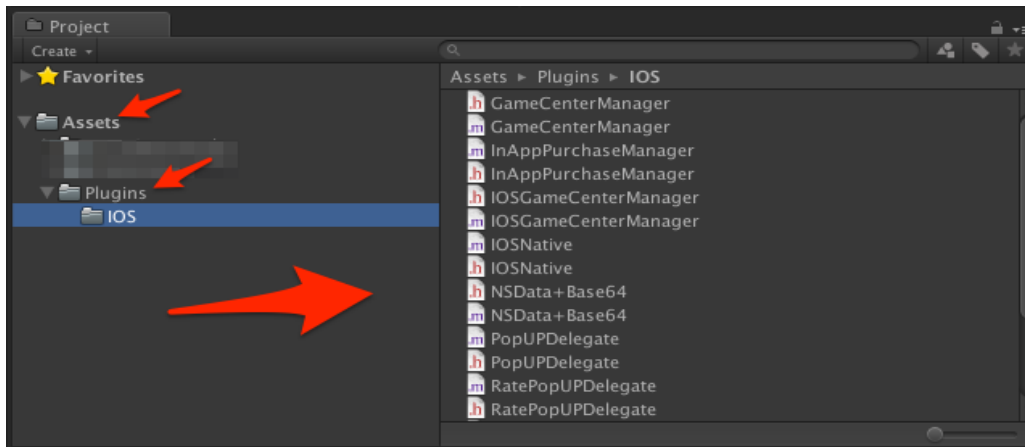 Project
Create
Favorites
Assets
Plugins
IOS
Assets ▸ Plugins ▸ IOS
.h GameCenterManager
.m GameCenterManager
.m InAppPurchaseManager
.h InAppPurchaseManager
.h IOSGameCenterManager
.m IOSGameCenterManager
.m IOSNative
.h IOSNative
.h NSData+Base64
.m NSData+Base64
.m PopUPDelegate
.h PopUPDelegate
.m RatePopUPDelegate
.h RatePopUPDelegate